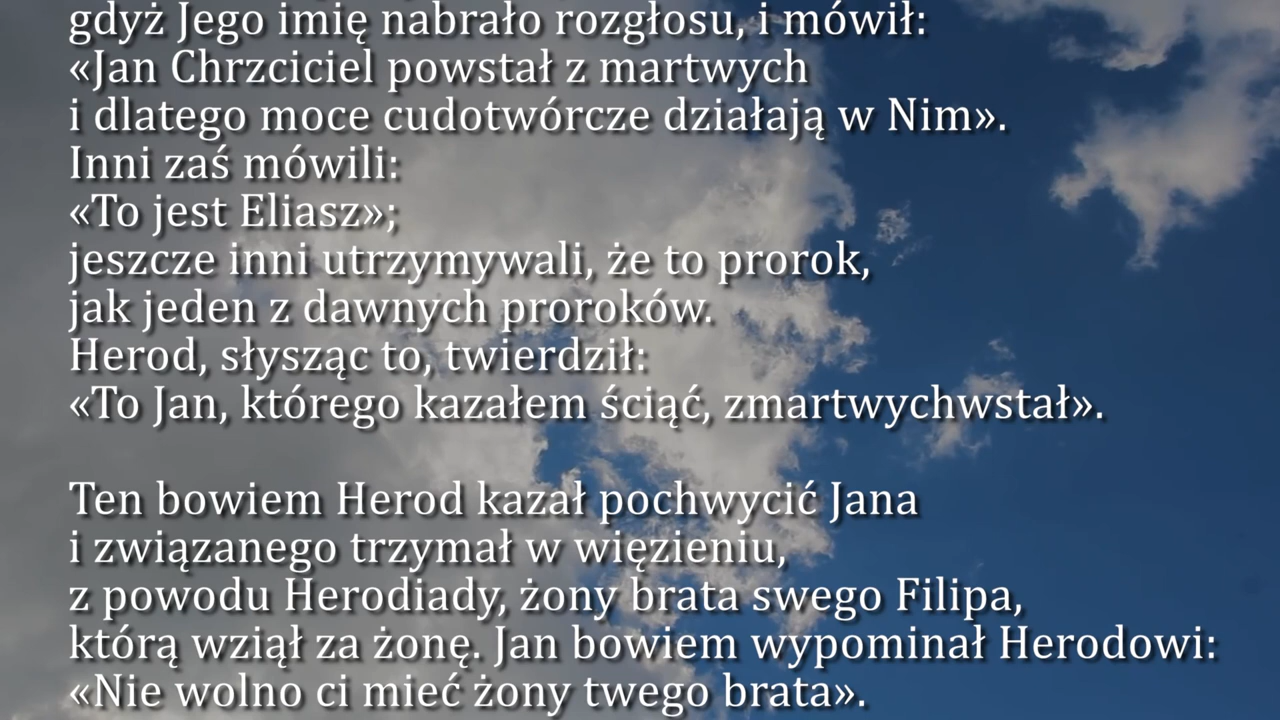 gdyż Jego imię nabrało rozgłosu, i mówił:
«Jan Chrzciciel powstał z martwych
i dlatego moce cudotwórcze działają w Nim».
Inni zaś mówili:
«To jest Eliasz»;
jeszcze inni utrzymywali, że to prorok,
jak jeden z dawnych proroków.
Herod, słysząc to, twierdził:
«To Jan, którego kazałem ściąć, zmartwychwstał».
Ten bowiem Herod kazał pochwycić Jana
i związanego trzymał w więzieniu,
z powodu Herodiady, żony brata swego Filipa,
którą wziął za żonę. Jan bowiem wypominał Herodowi:
«Nie wolno ci mieć żony twego brata».